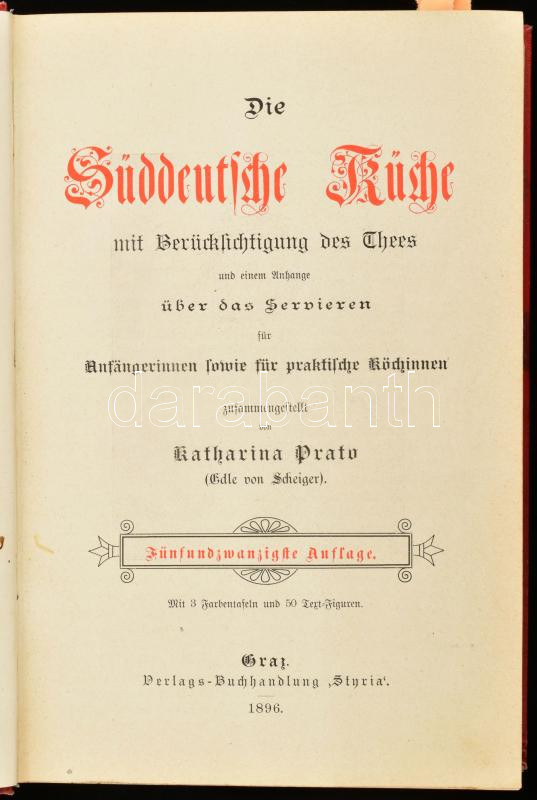 Die
Süddeutsche Küche
mit Berücksichtigung des Thees
und einem Anhange
über das Servieren
für
Anfängerinnen sowie für praktische Köchinnen
zusammengestellt
von
darabanth
Katharina Prato
(Edle von Scheiger).
Fünfundzwanzigste Auflage.
Mit 3 Farbentafeln und 50 Text-Figuren.
Graz.
Verlags-Buchhandlung ‚Styria‘.
1896.